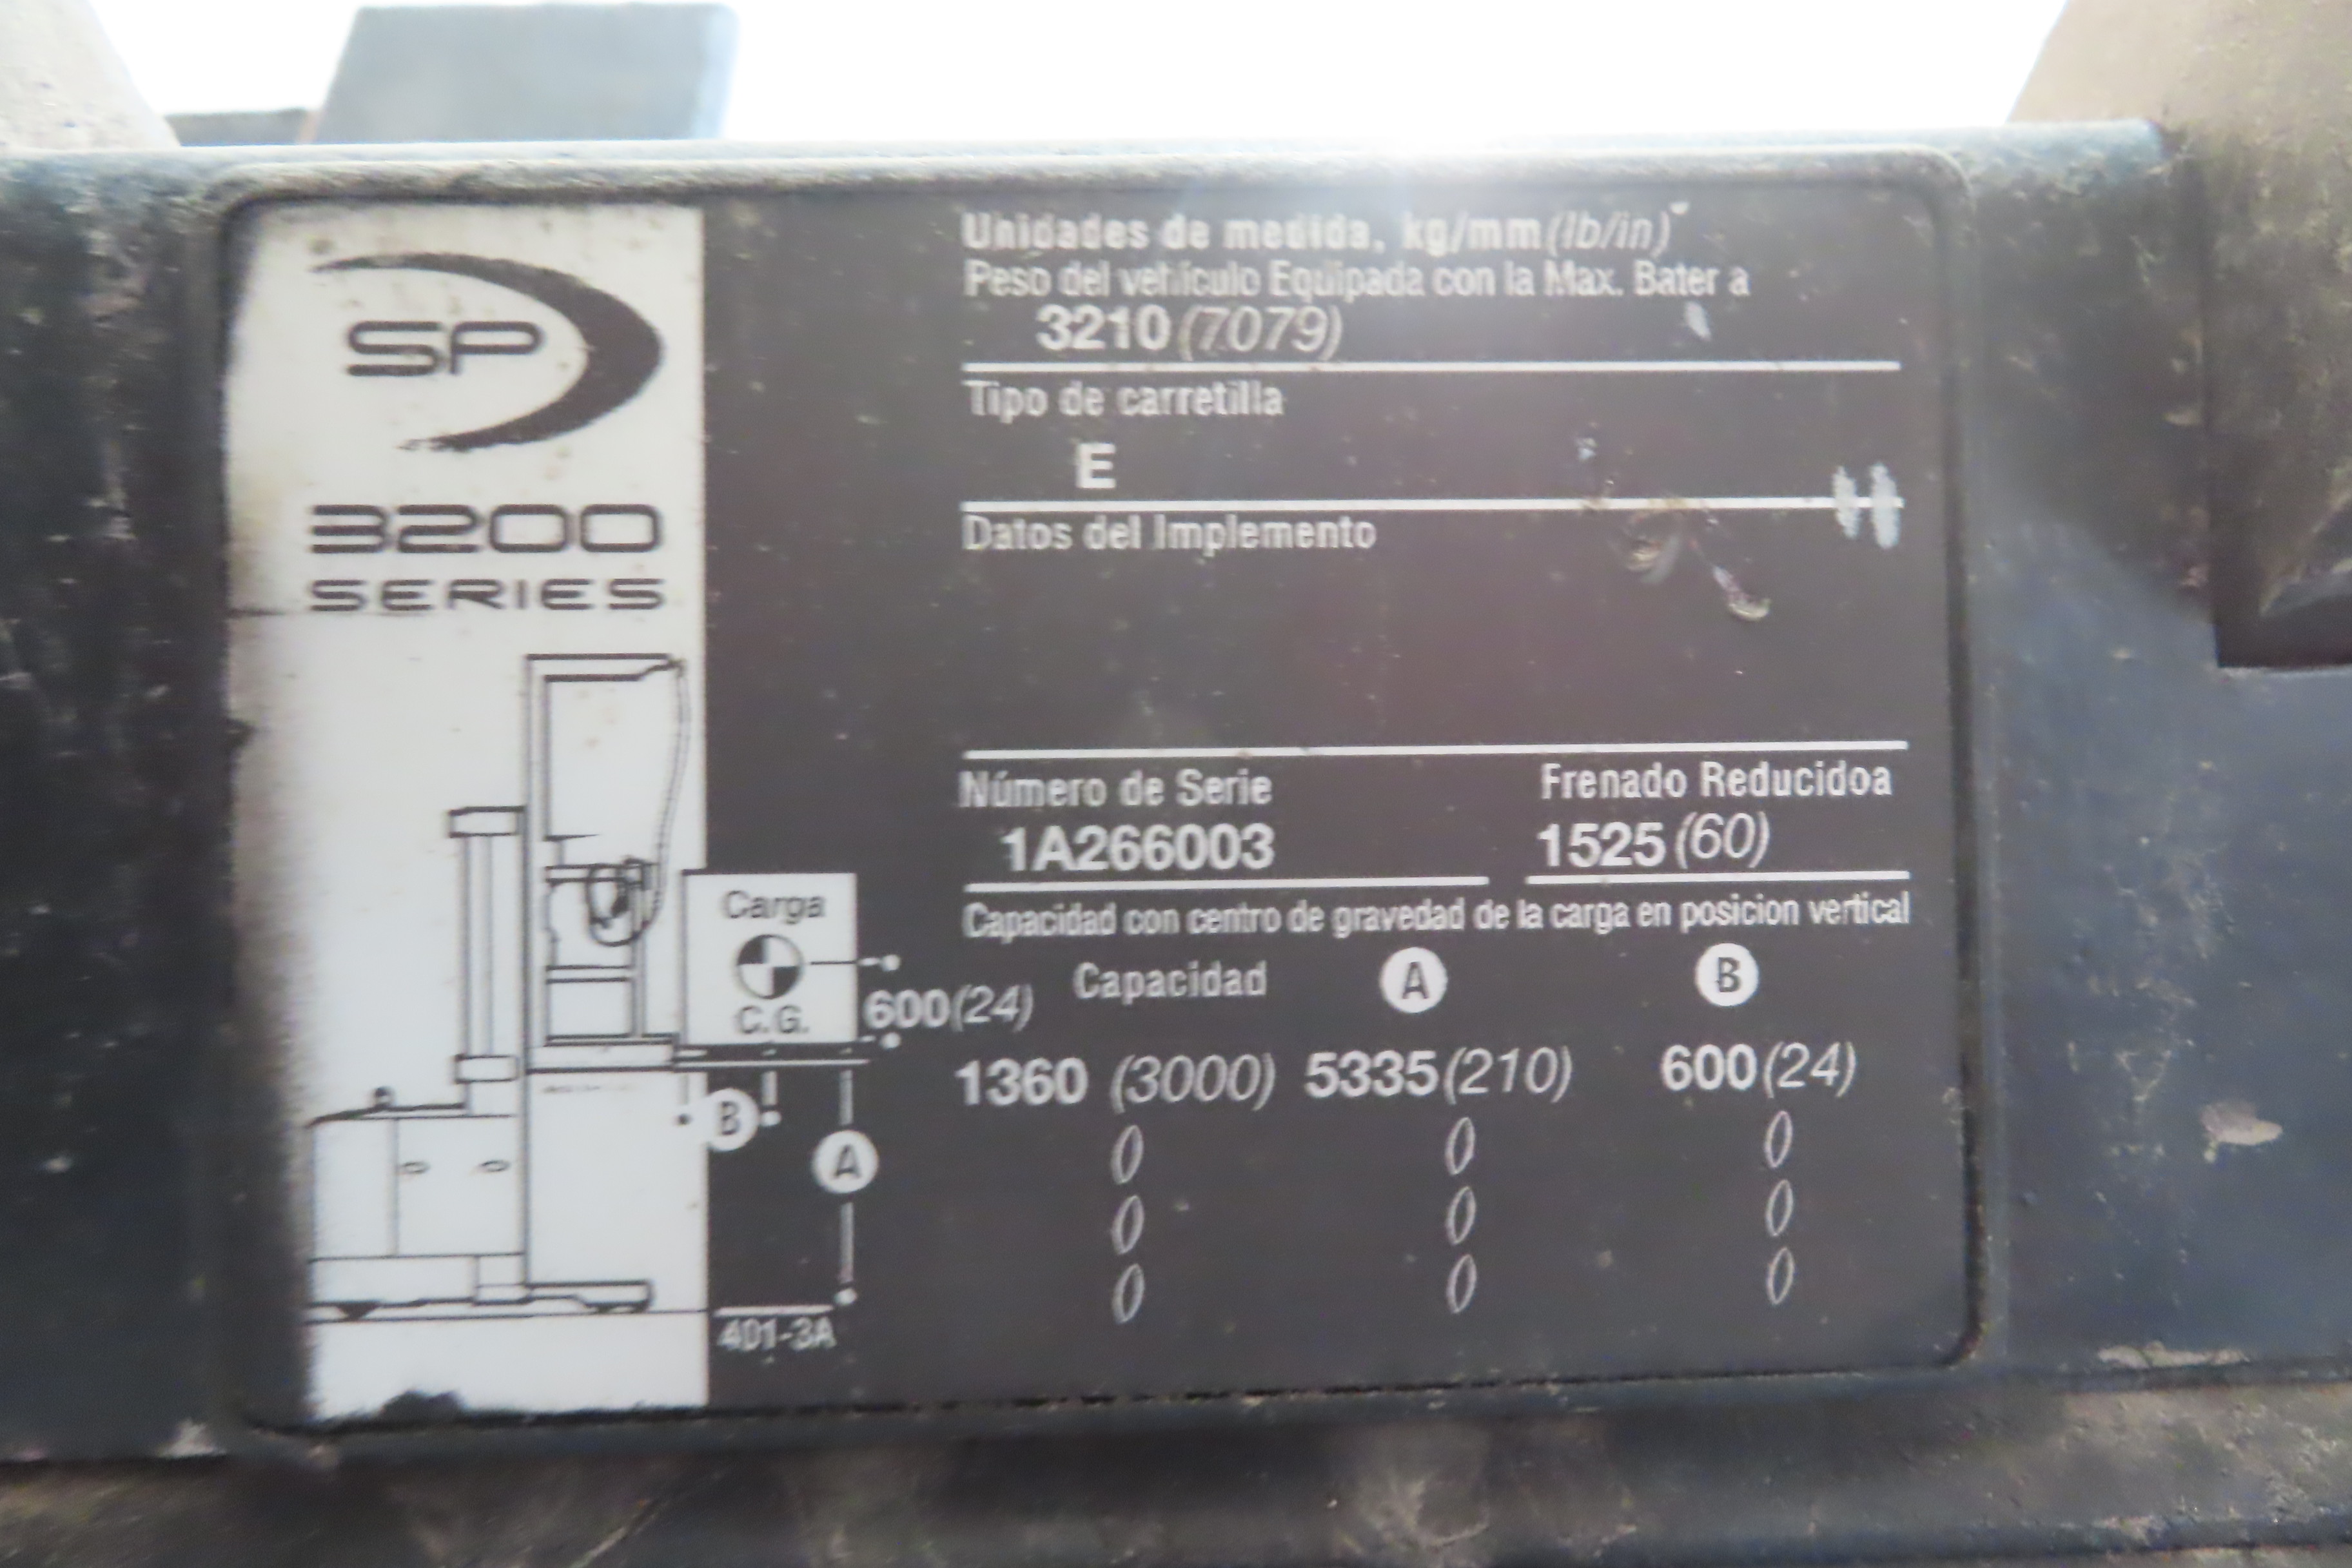 SP
3200
SERIES
Carga
C.G.
600(24)
B
A
401-3A
Unidades de medida, kg/mm(lb/in)
Peso del vehículo Equipada con la Max. Bater a
3210(7079)
Tipo de carretilla
E
Datos del Implemento
Número de Serie Frenado Reducidoa
1A266003 1525(60)
Capacidad con centro de gravedad de la carga en posicion vertical
Capacidad A B
1360 (3000) 5335(210) 600(24)
() () ()
() () ()
() () ()